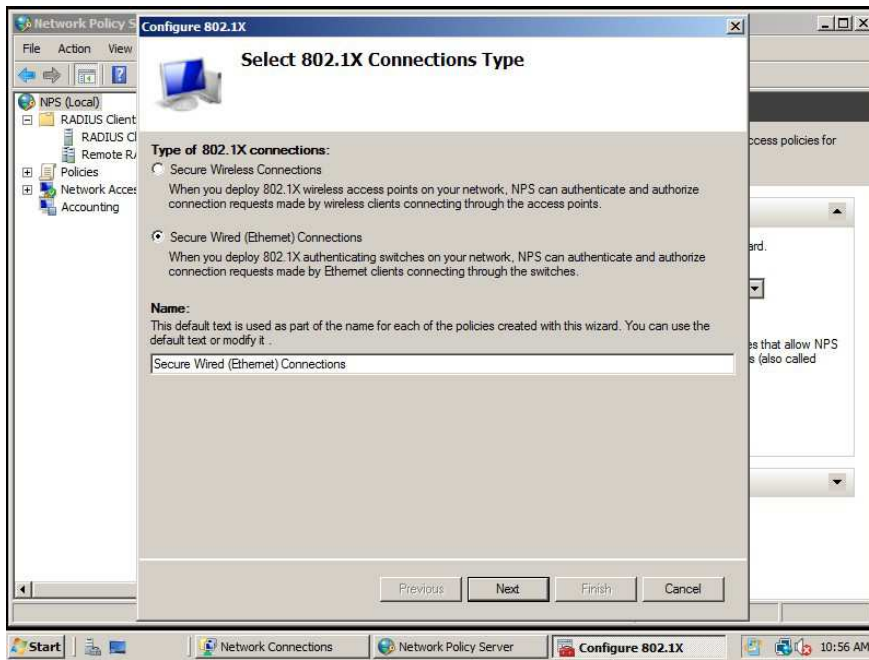 Network Policy S
Configure 802.1X
File Action View
Select 802.1X Connections Type
NPS (Local)
RADIUS Client
RADIUS Cl
Remote RA
Policies
Network Acces
Accounting
ccess policies for
Type of 802.1X connections:
Secure Wireless Connections
When you deploy 802.1X wireless access points on your network, NPS can authenticate and authorize
connection requests made by wireless clients connecting through the access points.
Secure Wired (Ethernet) Connections
When you deploy 802.1X authenticating switches on your network, NPS can authenticate and authorize
connection requests made by Ethernet clients connecting through the switches.
ard.
Name:
This default text is used as part of the name for each of the policies created with this wizard. You can use the
default text or modify it .
Secure Wired (Ethernet) Connections
es that allow NPS
s (also called
Previous Next Finish Cancel
Start Network Connections Network Policy Server Configure 802.1X 10:56 AM